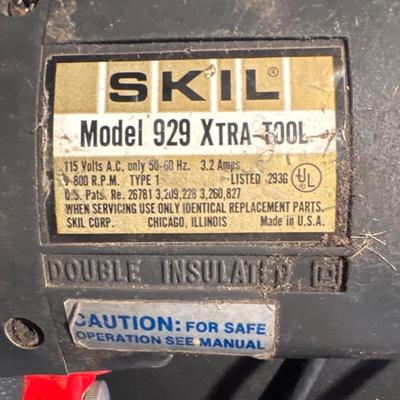 SKIL®
Model 929 XTRA-TOOL
115 Volts A.C. only 50-60 Hz. 3.2 Amps
-800 R.P.M. TYPE 1 LISTED 293G UL
U.S. Pats. Re. 26781 3,209,228 3,260,827
WHEN SERVICING USE ONLY IDENTICAL REPLACEMENT PARTS.
SKIL CORP. CHICAGO, ILLINOIS Made in U.S.A.
DOUBLE INSULATED
CAUTION: FOR SAFE
OPERATION SEE MANUAL